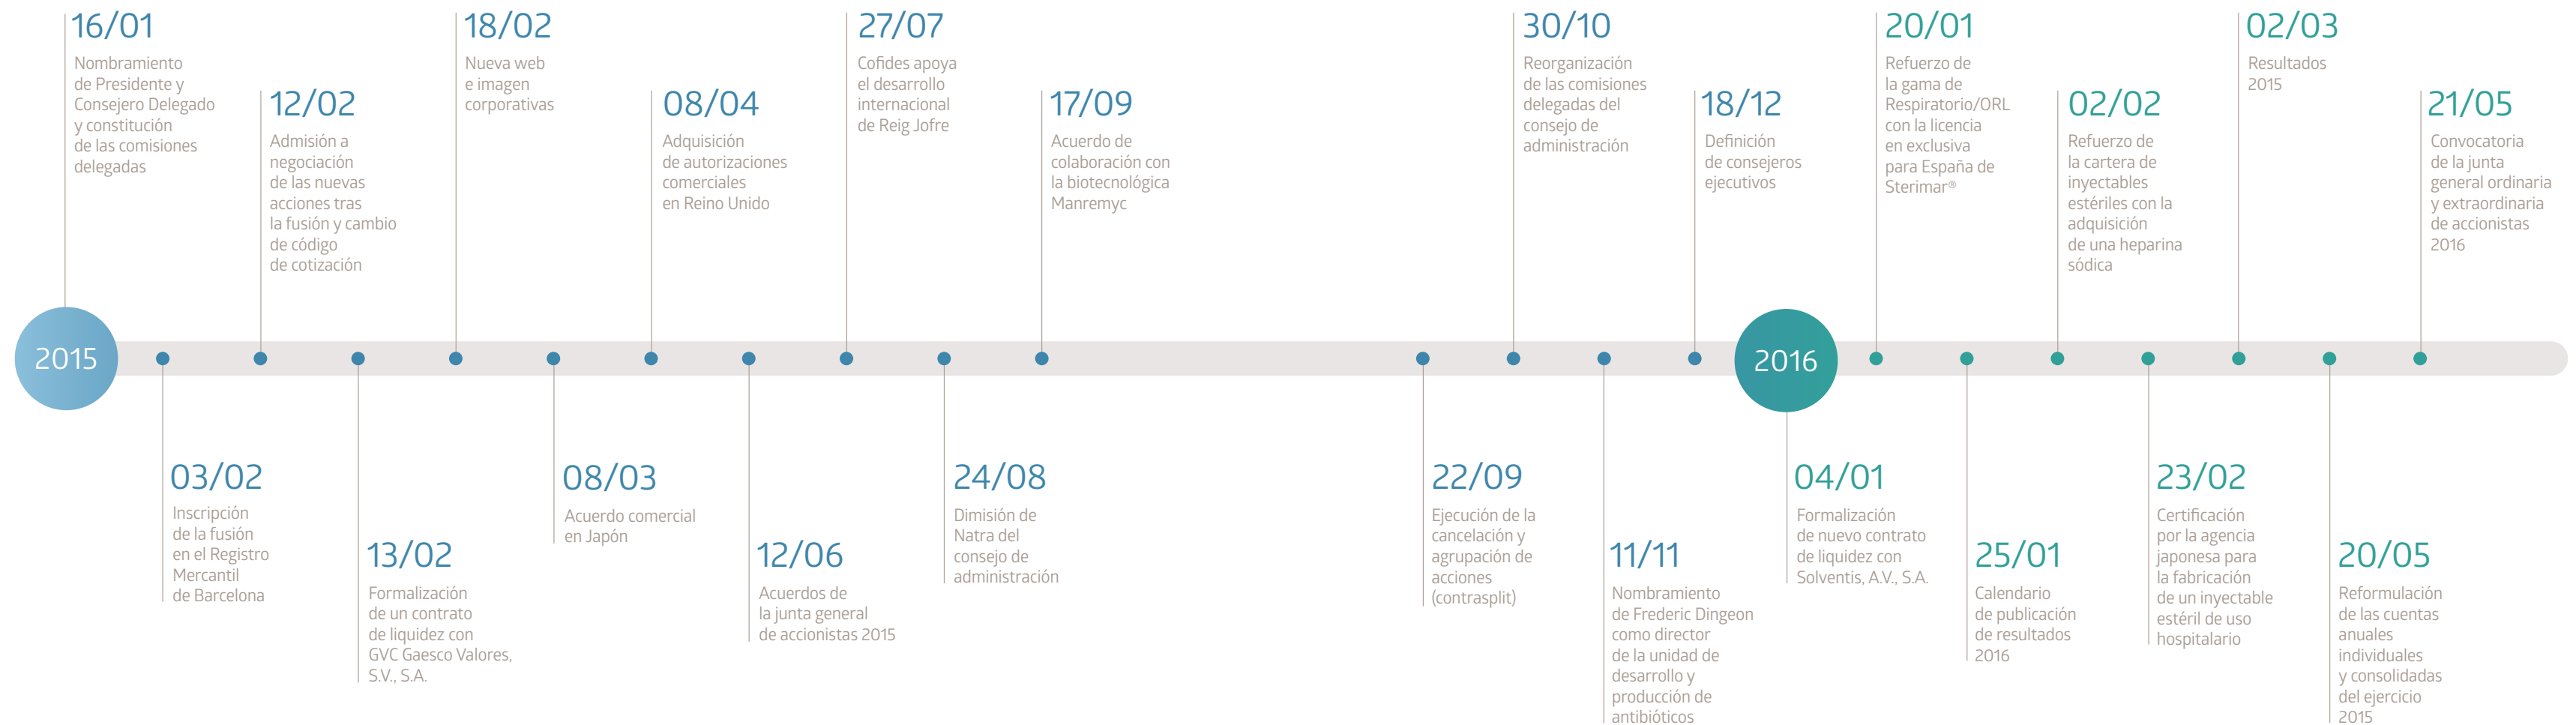 2015
16/01
Nombramiento
de Presidente y
Consejero Delegado
y constitución
de las comisiones
delegadas
03/02
Inscripción
de la fusión
en el Registro
Mercantil
de Barcelona
12/02
Admisión a
negociación
de las nuevas
acciones tras
la fusión y cambio
de código
de cotización
13/02
Formalización
de un contrato
de liquidez con
GVC Gaesco Valores,
S.V., S.A.
18/02
Nueva web
e imagen
corporativas
08/03
Acuerdo comercial
en Japón
08/04
Adquisición
de autorizaciones
comerciales
en Reino Unido
12/06
Acuerdos de
la junta general
de accionistas 2015
27/07
Cofides apoya
el desarrollo
internacional
de Reig Jofre
24/08
Dimisión de
Natra del
consejo de
administración
17/09
Acuerdo de
colaboración con
la biotecnológica
Manremyc
22/09
Ejecución de la
cancelación y
agrupación de
acciones
(contrasplit)
30/10
Reorganización
de las comisiones
delegadas del
consejo de
administración
11/11
Nombramiento
de Frederic Dingeon
como director
de la unidad de
desarrollo y
producción de
antibióticos
18/12
Definición
de consejeros
ejecutivos
2016
04/01
Formalización
de nuevo contrato
de liquidez con
Solventis, A.V., S.A.
20/01
Refuerzo de
la gama de
Respiratorio/ORL
con la licencia
en exclusiva
para España de
Sterimar®
25/01
Calendario
de publicación
de resultados
2016
02/02
Refuerzo de
la cartera de
inyectables
estériles con la
adquisición
de una heparina
sódica
23/02
Certificación
por la agencia
japonesa para
la fabricación
de un inyectable
estéril de uso
hospitalario
02/03
Resultados
2015
20/05
Reformulación
de las cuentas
anuales
individuales
y consolidadas
del ejercicio
2015
21/05
Convocatoria
de la junta
general ordinaria
y extraordinaria
de accionistas
2016